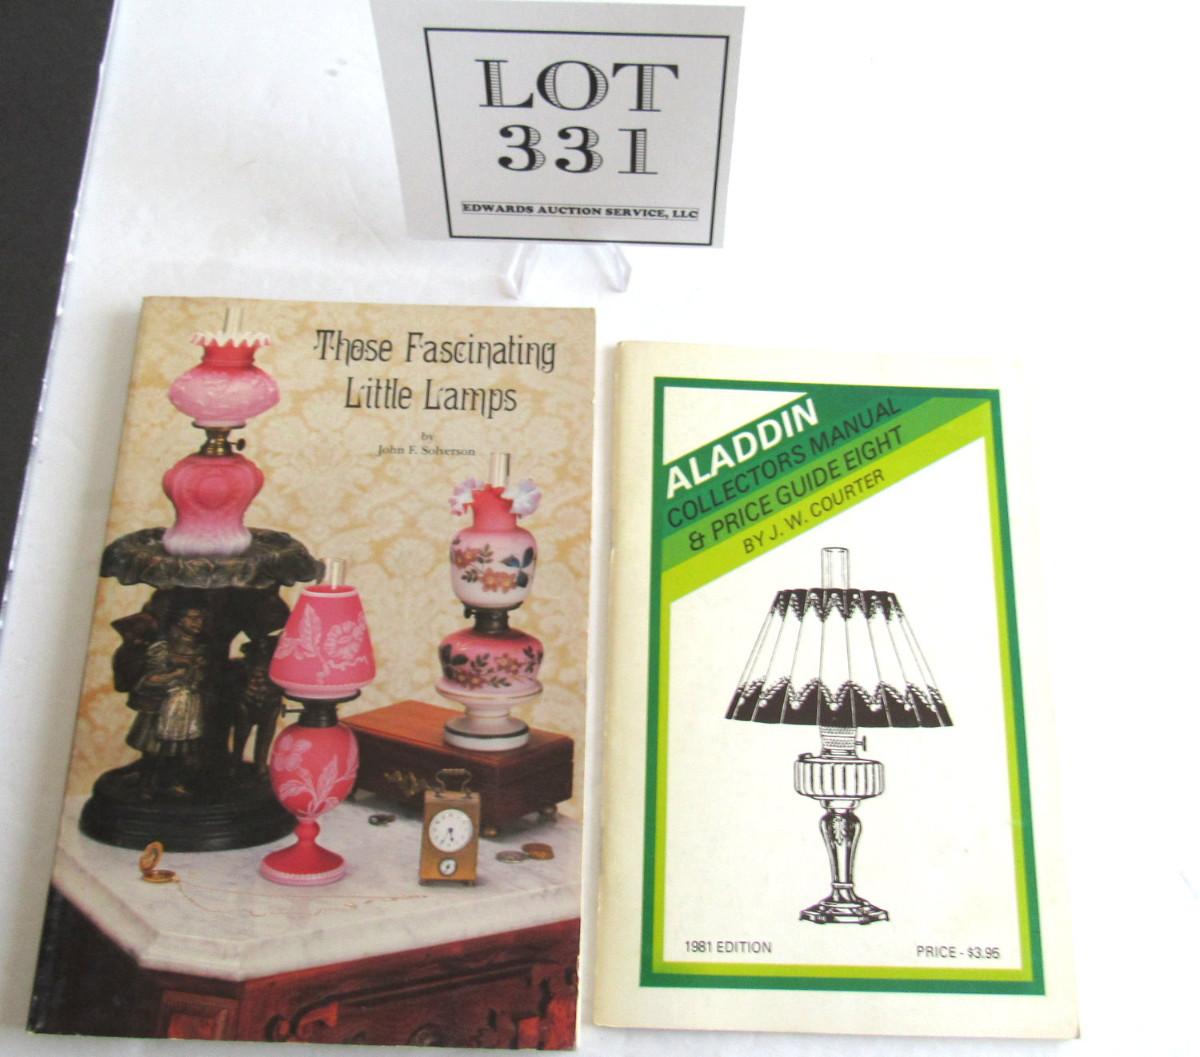 LOT
331
EDWARDS AUCTION SERVICE, LLC
Those Fascinating
Little Lamps
by
John F. Solverson
ALADDIN
COLLECTORS MANUAL
& PRICE GUIDE EIGHT
BY J. W. COURTER
1981 EDITION
PRICE - $3.95